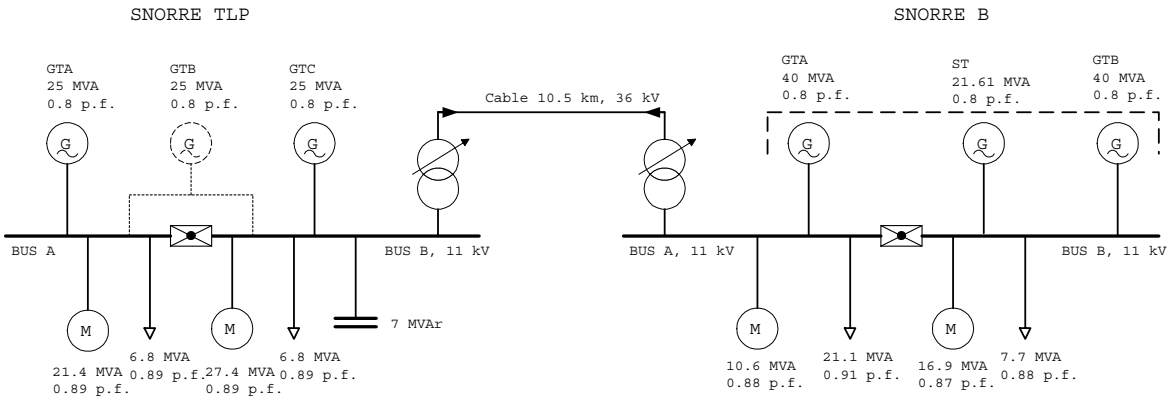 SNORRE TLP
SNORRE B
GTA
25 MVA
0.8 p.f.
GTB
25 MVA
0.8 p.f.
GTC
25 MVA
0.8 p.f.
Cable 10.5 km, 36 kV
GTA
40 MVA
0.8 p.f.
ST
21.61 MVA
0.8 p.f.
GTB
40 MVA
0.8 p.f.
G
G
G
G
G
G
BUS A
BUS B, 11 kV
BUS A, 11 kV
BUS B, 11 kV
M
21.4 MVA
0.89 p.f.
6.8 MVA
0.89 p.f.
M
27.4 MVA
0.89 p.f.
6.8 MVA
0.89 p.f.
7 MVAr
M
10.6 MVA
0.88 p.f.
21.1 MVA
0.91 p.f.
M
16.9 MVA
0.87 p.f.
7.7 MVA
0.88 p.f.